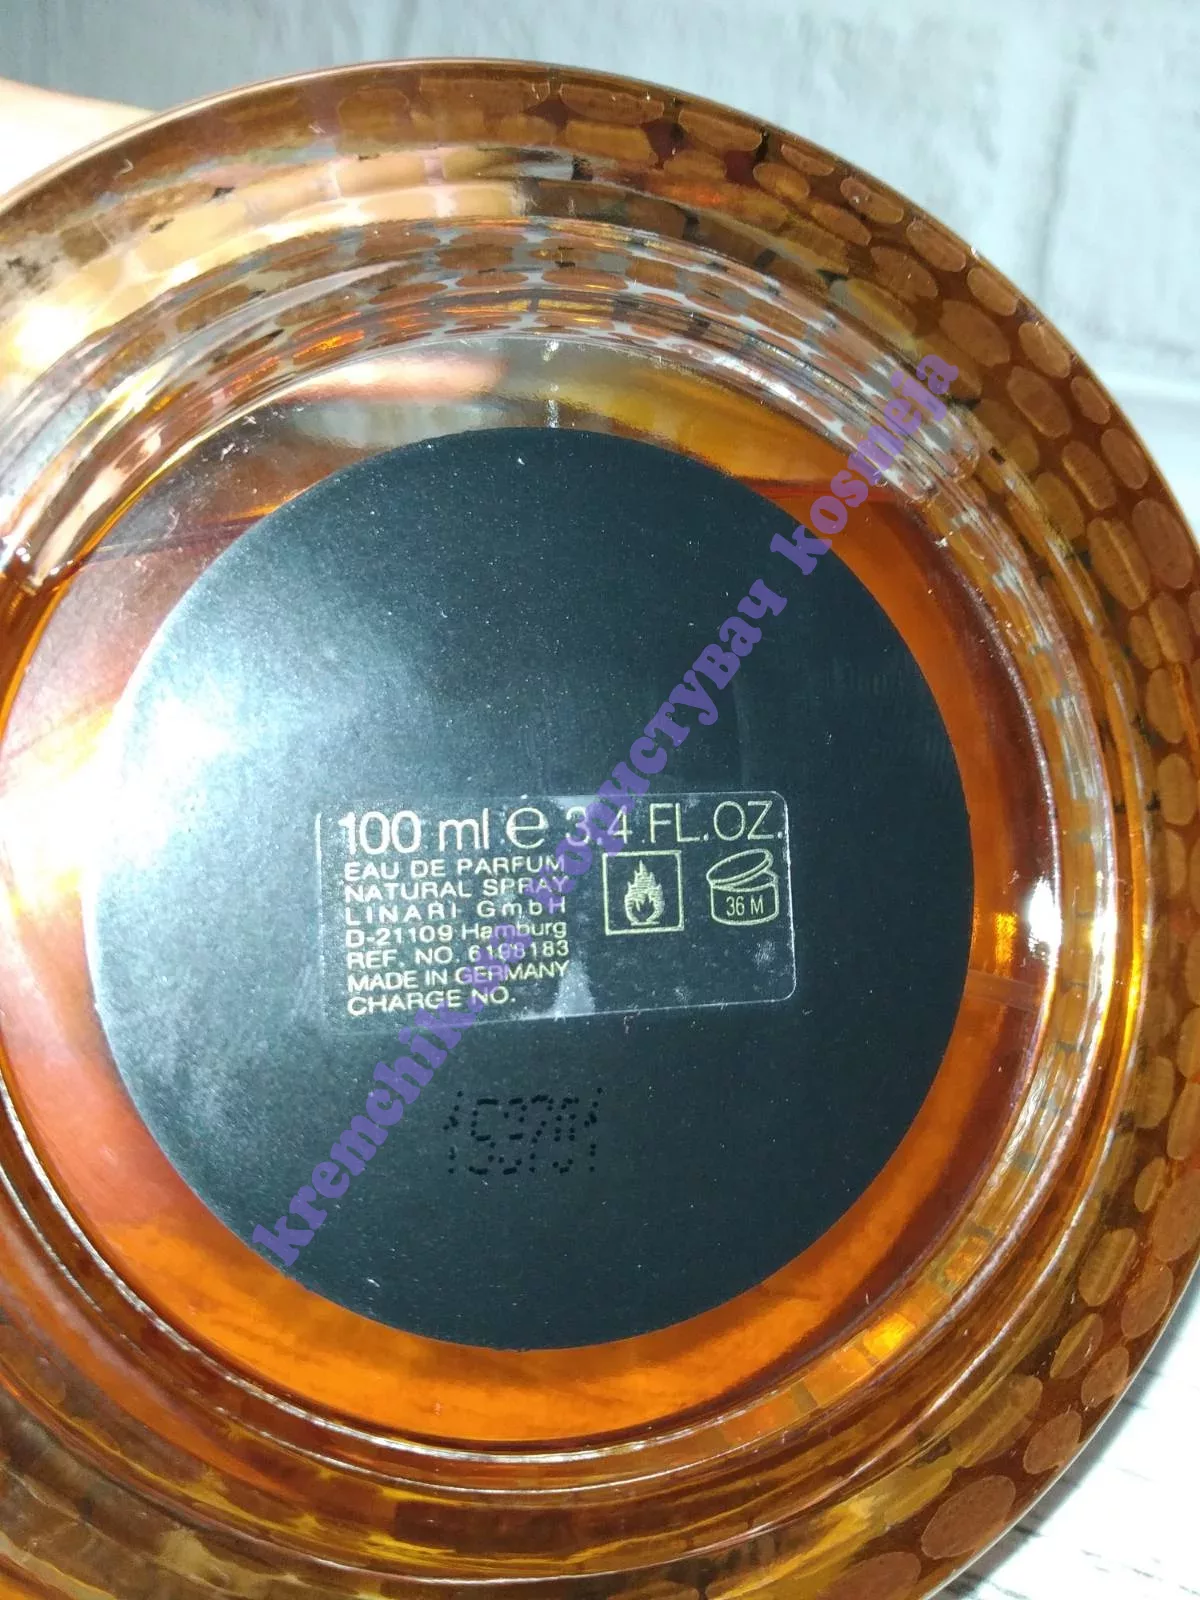 100 ml e 3.4 FL.OZ.
EAU DE PARFUM
NATURAL SPRAY
LINARI GmbH
D-21109 Hamburg
REF. NO. 6198183
MADE IN GERMANY
CHARGE NO.
36 M
kremchik.ua користувач kosmeja